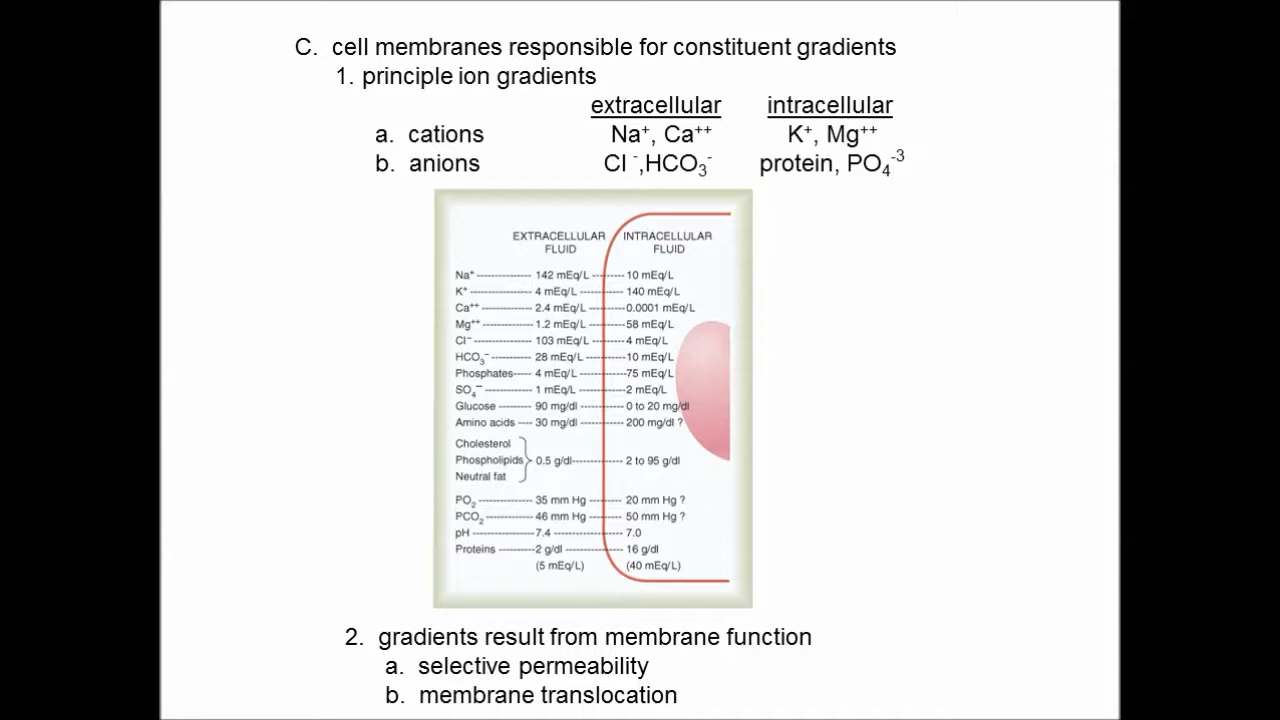 C. cell membranes responsible for constituent gradients
1. principle ion gradients
extracellular intracellular
a. cations Na⁺, Ca⁺⁺ K⁺, Mg⁺⁺
b. anions Cl⁻,HCO₃⁻ protein, PO₄⁻³
EXTRACELLULAR FLUID INTRACELLULAR FLUID
Na⁺ 142 mEq/L 10 mEq/L
K⁺ 4 mEq/L 140 mEq/L
Ca⁺⁺ 2.4 mEq/L 0.0001 mEq/L
Mg⁺⁺ 1.2 mEq/L 58 mEq/L
Cl⁻ 103 mEq/L 4 mEq/L
HCO₃⁻ 28 mEq/L 10 mEq/L
Phosphates 4 mEq/L 75 mEq/L
SO₄⁻ 1 mEq/L 2 mEq/L
Glucose 90 mg/dl 0 to 20 mg/dl
Amino acids 30 mg/dl 200 mg/dl ?
Cholesterol
Phospholipids 0.5 g/dl 2 to 95 g/dl
Neutral fat
PO₂ 35 mm Hg 20 mm Hg ?
PCO₂ 46 mm Hg 50 mm Hg ?
pH 7.4 7.0
Proteins 2 g/dl 16 g/dl
(5 mEq/L) (40 mEq/L)
2. gradients result from membrane function
a. selective permeability
b. membrane translocation